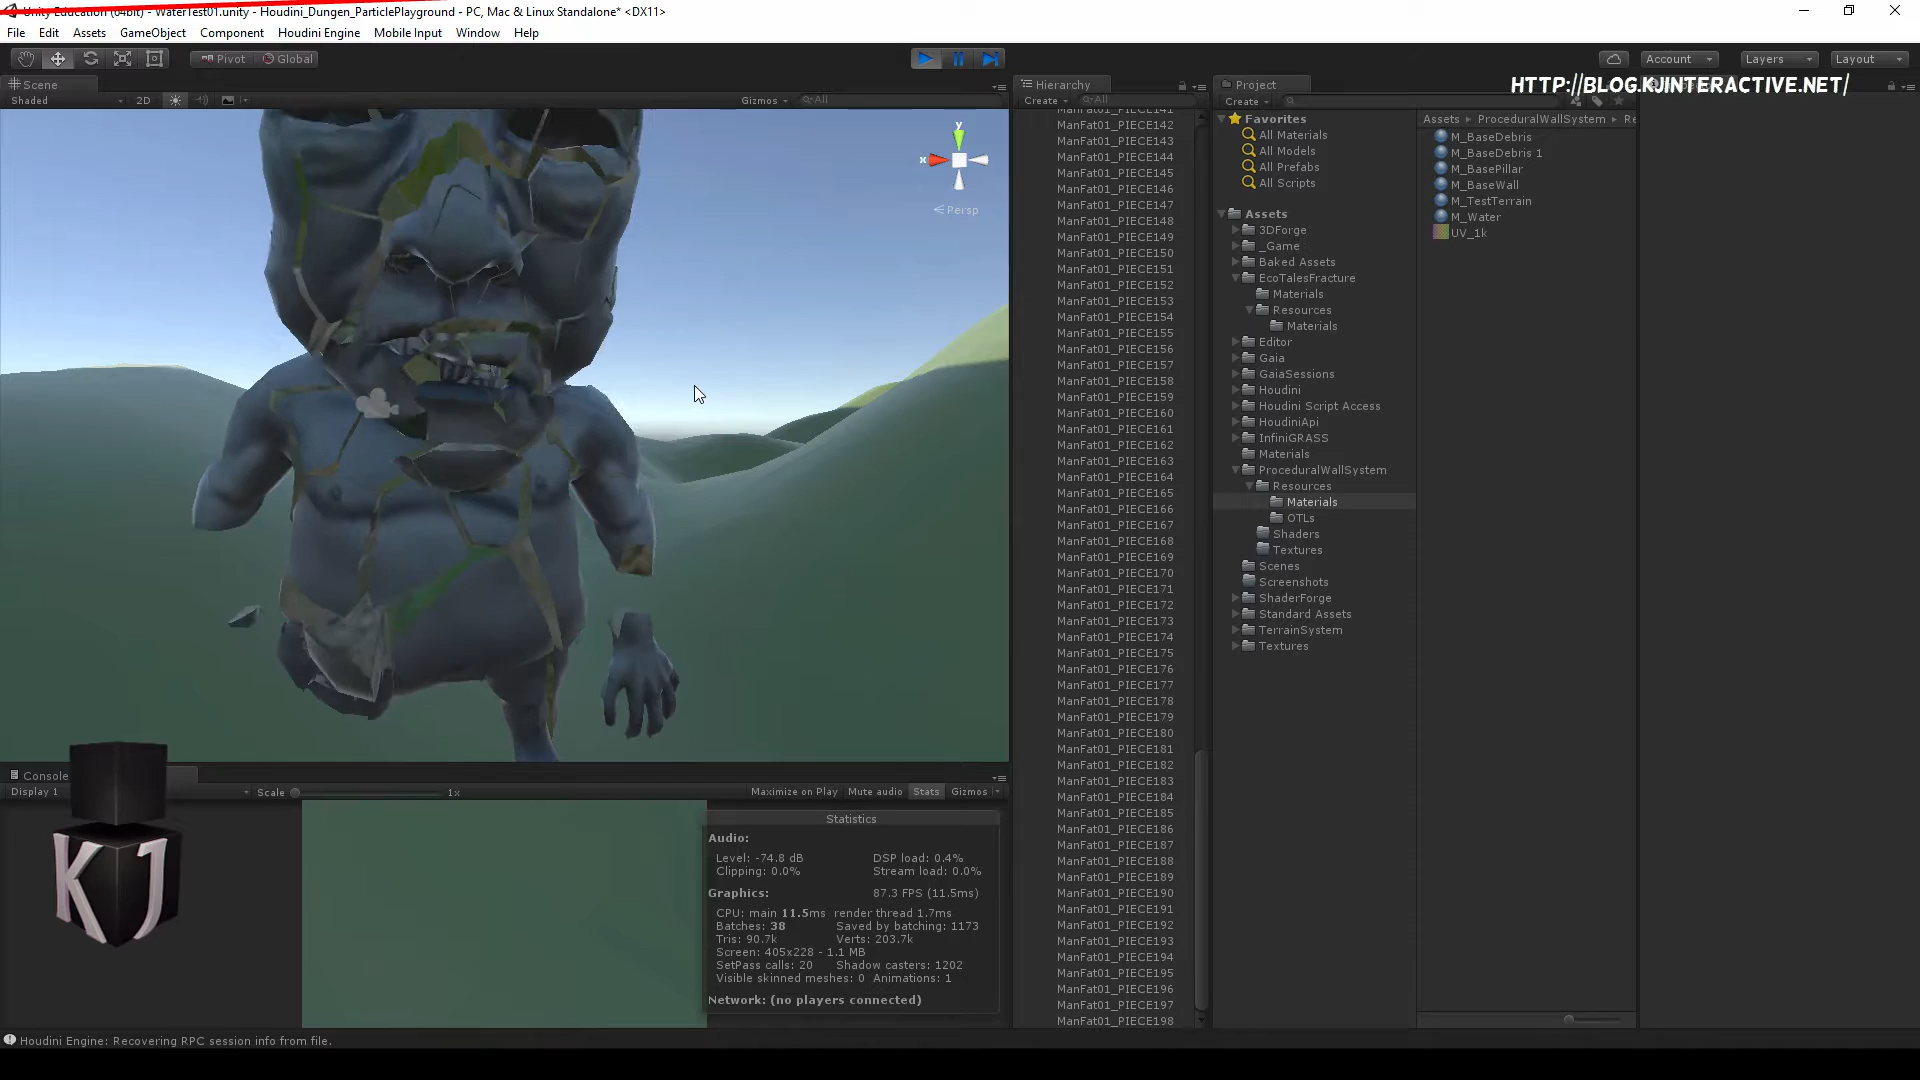 Unity Education (64bit) - WaterTest01.unity - Houdini_Dungen_ParticlePlayground - PC, Mac & Linux Standalone* <DX11>
File Edit Assets GameObject Component Houdini Engine Mobile Input Window Help
Pivot Global Account Layers Layout
Scene
Shaded 2D Gizmos All
Y
x
Persp
Hierarchy
Create All
ManFat01_PIECE141
ManFat01_PIECE142
ManFat01_PIECE143
ManFat01_PIECE144
ManFat01_PIECE145
ManFat01_PIECE146
ManFat01_PIECE147
ManFat01_PIECE148
ManFat01_PIECE149
ManFat01_PIECE150
ManFat01_PIECE151
ManFat01_PIECE152
ManFat01_PIECE153
ManFat01_PIECE154
ManFat01_PIECE155
ManFat01_PIECE156
ManFat01_PIECE157
ManFat01_PIECE158
ManFat01_PIECE159
ManFat01_PIECE160
ManFat01_PIECE161
ManFat01_PIECE162
ManFat01_PIECE163
ManFat01_PIECE164
ManFat01_PIECE165
ManFat01_PIECE166
ManFat01_PIECE167
ManFat01_PIECE168
ManFat01_PIECE169
ManFat01_PIECE170
ManFat01_PIECE171
ManFat01_PIECE172
ManFat01_PIECE173
ManFat01_PIECE174
ManFat01_PIECE175
ManFat01_PIECE176
ManFat01_PIECE177
ManFat01_PIECE178
ManFat01_PIECE179
ManFat01_PIECE180
ManFat01_PIECE181
ManFat01_PIECE182
ManFat01_PIECE183
ManFat01_PIECE184
ManFat01_PIECE185
ManFat01_PIECE186
ManFat01_PIECE187
ManFat01_PIECE188
ManFat01_PIECE189
ManFat01_PIECE190
ManFat01_PIECE191
ManFat01_PIECE192
ManFat01_PIECE193
ManFat01_PIECE194
ManFat01_PIECE195
ManFat01_PIECE196
ManFat01_PIECE197
ManFat01_PIECE198
Project
HTTP://BLOG.KJINTERACTIVE.NET/
Create
Favorites
All Materials
All Models
All Prefabs
All Scripts
Assets
3DForge
_Game
Baked Assets
EcoTalesFracture
Materials
Resources
Materials
Editor
Gaia
GaiaSessions
Houdini
Houdini Script Access
HoudiniApi
InfiniGRASS
Materials
ProceduralWallSystem
Resources
Materials
OTLs
Shaders
Textures
Scenes
Screenshots
ShaderForge
Standard Assets
TerrainSystem
Textures
Assets ProceduralWallSystem Re
M_BaseDebris
M_BaseDebris 1
M_BasePillar
M_BaseWall
M_TestTerrain
M_Water
UV_1k
Console
Display 1 Scale 1x Maximize on Play Mute audio Stats Gizmos
KJ
Statistics
Audio:
Level: -74.8 dB DSP load: 0.4%
Clipping: 0.0% Stream load: 0.0%
Graphics: 87.3 FPS (11.5ms)
CPU: main 11.5ms render thread 1.7ms
Batches: 38 Saved by batching: 1173
Tris: 90.7k Verts: 203.7k
Screen: 405x228 - 1.1 MB
SetPass calls: 20 Shadow casters: 1202
Visible skinned meshes: 0 Animations: 1
Network: (no players connected)
Houdini Engine: Recovering RPC session info from file.